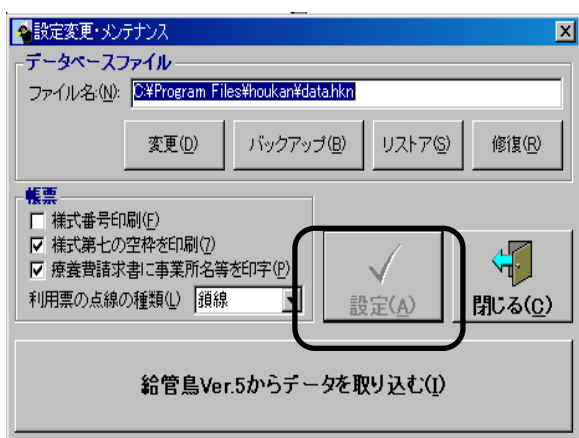 設定変更・メンテナンス
データベースファイル
ファイル名:(N): C:¥Program Files¥houkan¥data.hkn
変更(D) バックアップ(B) リストア(S) 修復(R)
帳票
様式番号印刷(F)
様式第七の空枠を印刷(7)
療養費請求書に事業所名等を印字(P)
利用票の点線の種類(L) 鎖線
設定(A)
閉じる(C)
給管鳥Ver.5からデータを取り込む(I)